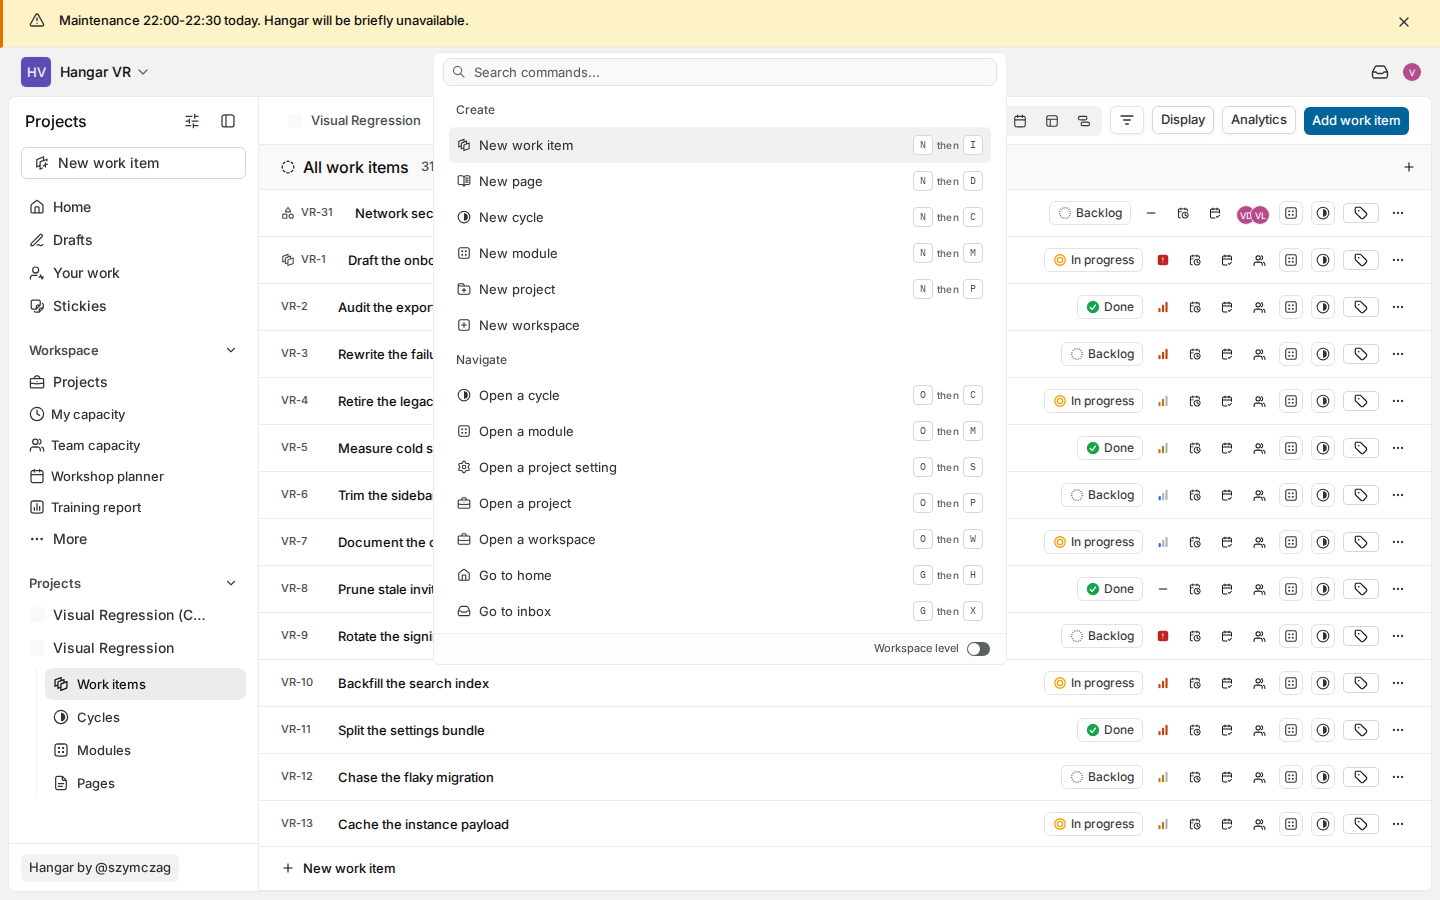 Maintenance 22:00-22:30 today. Hangar will be briefly unavailable.
HV Hangar VR
V
Projects
New work item
Home
Drafts
Your work
Stickies
Workspace
Projects
My capacity
Team capacity
Workshop planner
Training report
More
Projects
Visual Regression (C...
Visual Regression
Work items
Cycles
Modules
Pages
Hangar by @szymczag
Search commands...
Create
New work item N then I
New page N then D
New cycle N then C
New module N then M
New project N then P
New workspace
Navigate
Open a cycle O then C
Open a module O then M
Open a project setting O then S
Open a project O then P
Open a workspace O then W
Go to home G then H
Go to inbox G then X
Workspace level
Visual Regression
Display Analytics Add work item
All work items 31
VR-31 Network sec Backlog VL
VR-1 Draft the onbo In progress
VR-2 Audit the expor Done
VR-3 Rewrite the failu Backlog
VR-4 Retire the legac In progress
VR-5 Measure cold s Done
VR-6 Trim the sideba Backlog
VR-7 Document the In progress
VR-8 Prune stale invit Done
VR-9 Rotate the signi Backlog
VR-10 Backfill the search index In progress
VR-11 Split the settings bundle Done
VR-12 Chase the flaky migration Backlog
VR-13 Cache the instance payload In progress
New work item